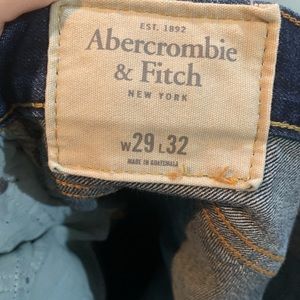 EST. 1892
Abercrombie
& Fitch
NEW YORK
W29 L32
MADE IN GUATEMALA